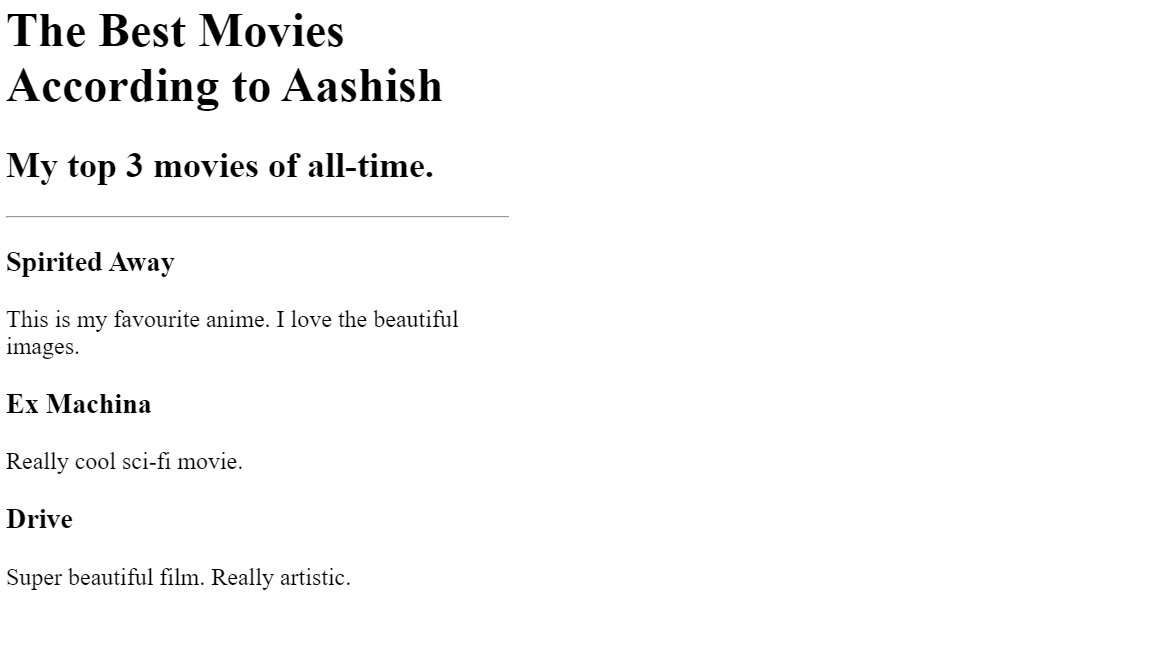 The Best Movies
According to Aashish
My top 3 movies of all-time.
Spirited Away
This is my favourite anime. I love the beautiful
images.
Ex Machina
Really cool sci-fi movie.
Drive
Super beautiful film. Really artistic.